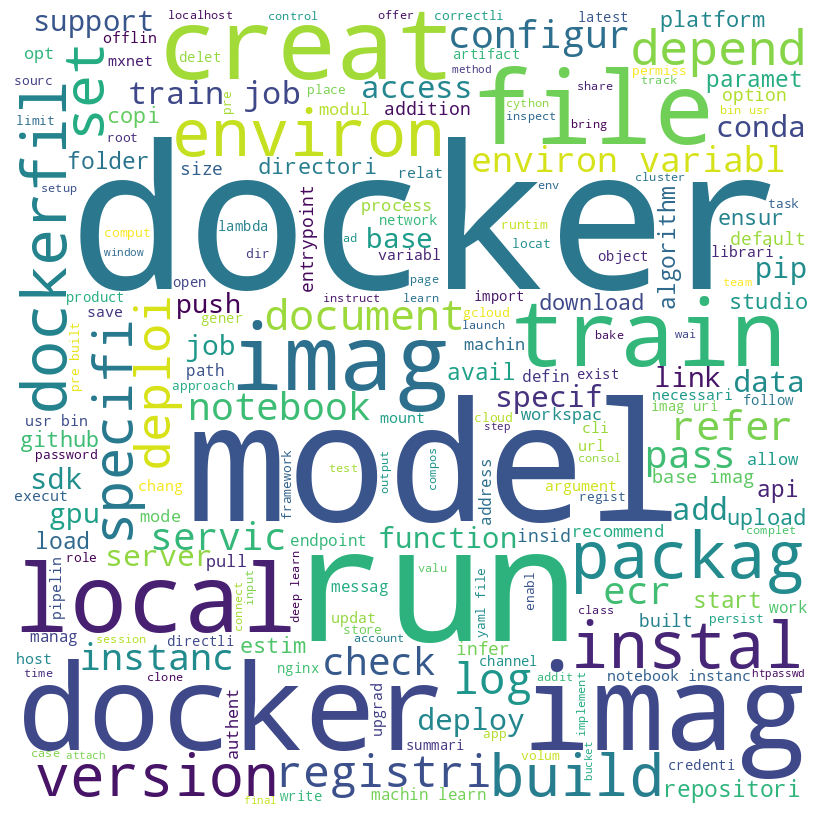 support
offlin
localhost
control
offer
correctli
latest
platform
opt
mxnet
delet
creat
configur
artifact
depend
sourc
set
train job
access
method
file
share
permiss
track
paramet
limit
dockerfil
copi
pre
place
addition
cython
option
bin usr
root
environ
modul
inspect
bring
conda
folder
size
directori
relat
environ variabl
setup
docker
env
cluster
task
algorithm
ensur
process
lambda
network
runtim
comput
entrypoint
base
default
window
dir
variabl
ad
locat
object
librari
open
page
learn
pip
product
save
push
instruct
import
download
studio
specifi
deploi
gener
document
gcloud
launch
train
pre built
job
imag
machin
bake
wai
path
avail
defin
exist
link
data
approach
mount
specif
necessari
usr bin
notebook
cloud
workspac
imag uri
follow
github
model
step
cli
refer
password
framework
url
consol
sdk
test
output
compos
address
pass
allow
chang
base imag
execut
gpu
mode
argument
regist
api
load
servic
function
insid
add
upload
server
endpoint
recommend
complet
role
pull
run
packag
pipelin
local
connect
input
deep learn
messag
valu
yaml file
enabl
ecr
start
work
updat
store
class
built
persist
manag
session
directli
estim
account
infer
instal
host
instanc
check
channel
time
clone
nginx
log
addit
notebook instanc
htpasswd
docker imag
authent
upgrad
deploy
app
bucket
implement
case
attach
summari
volum
credenti
version
registri
build
repositori
final
write
machin learn
team